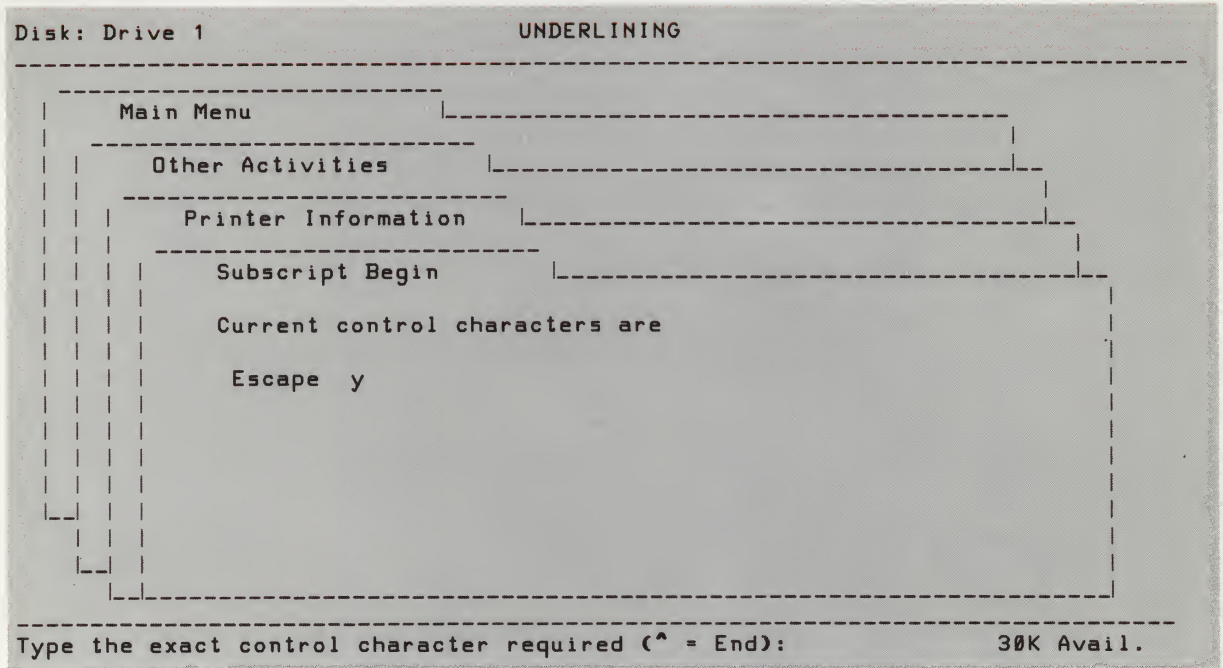 Disk: Drive 1 UNDERLINING
Main Menu
Other Activities
Printer Information
Subscript Begin
Current control characters are
Escape y
Type the exact control character required (^ = End): 30K Avail.